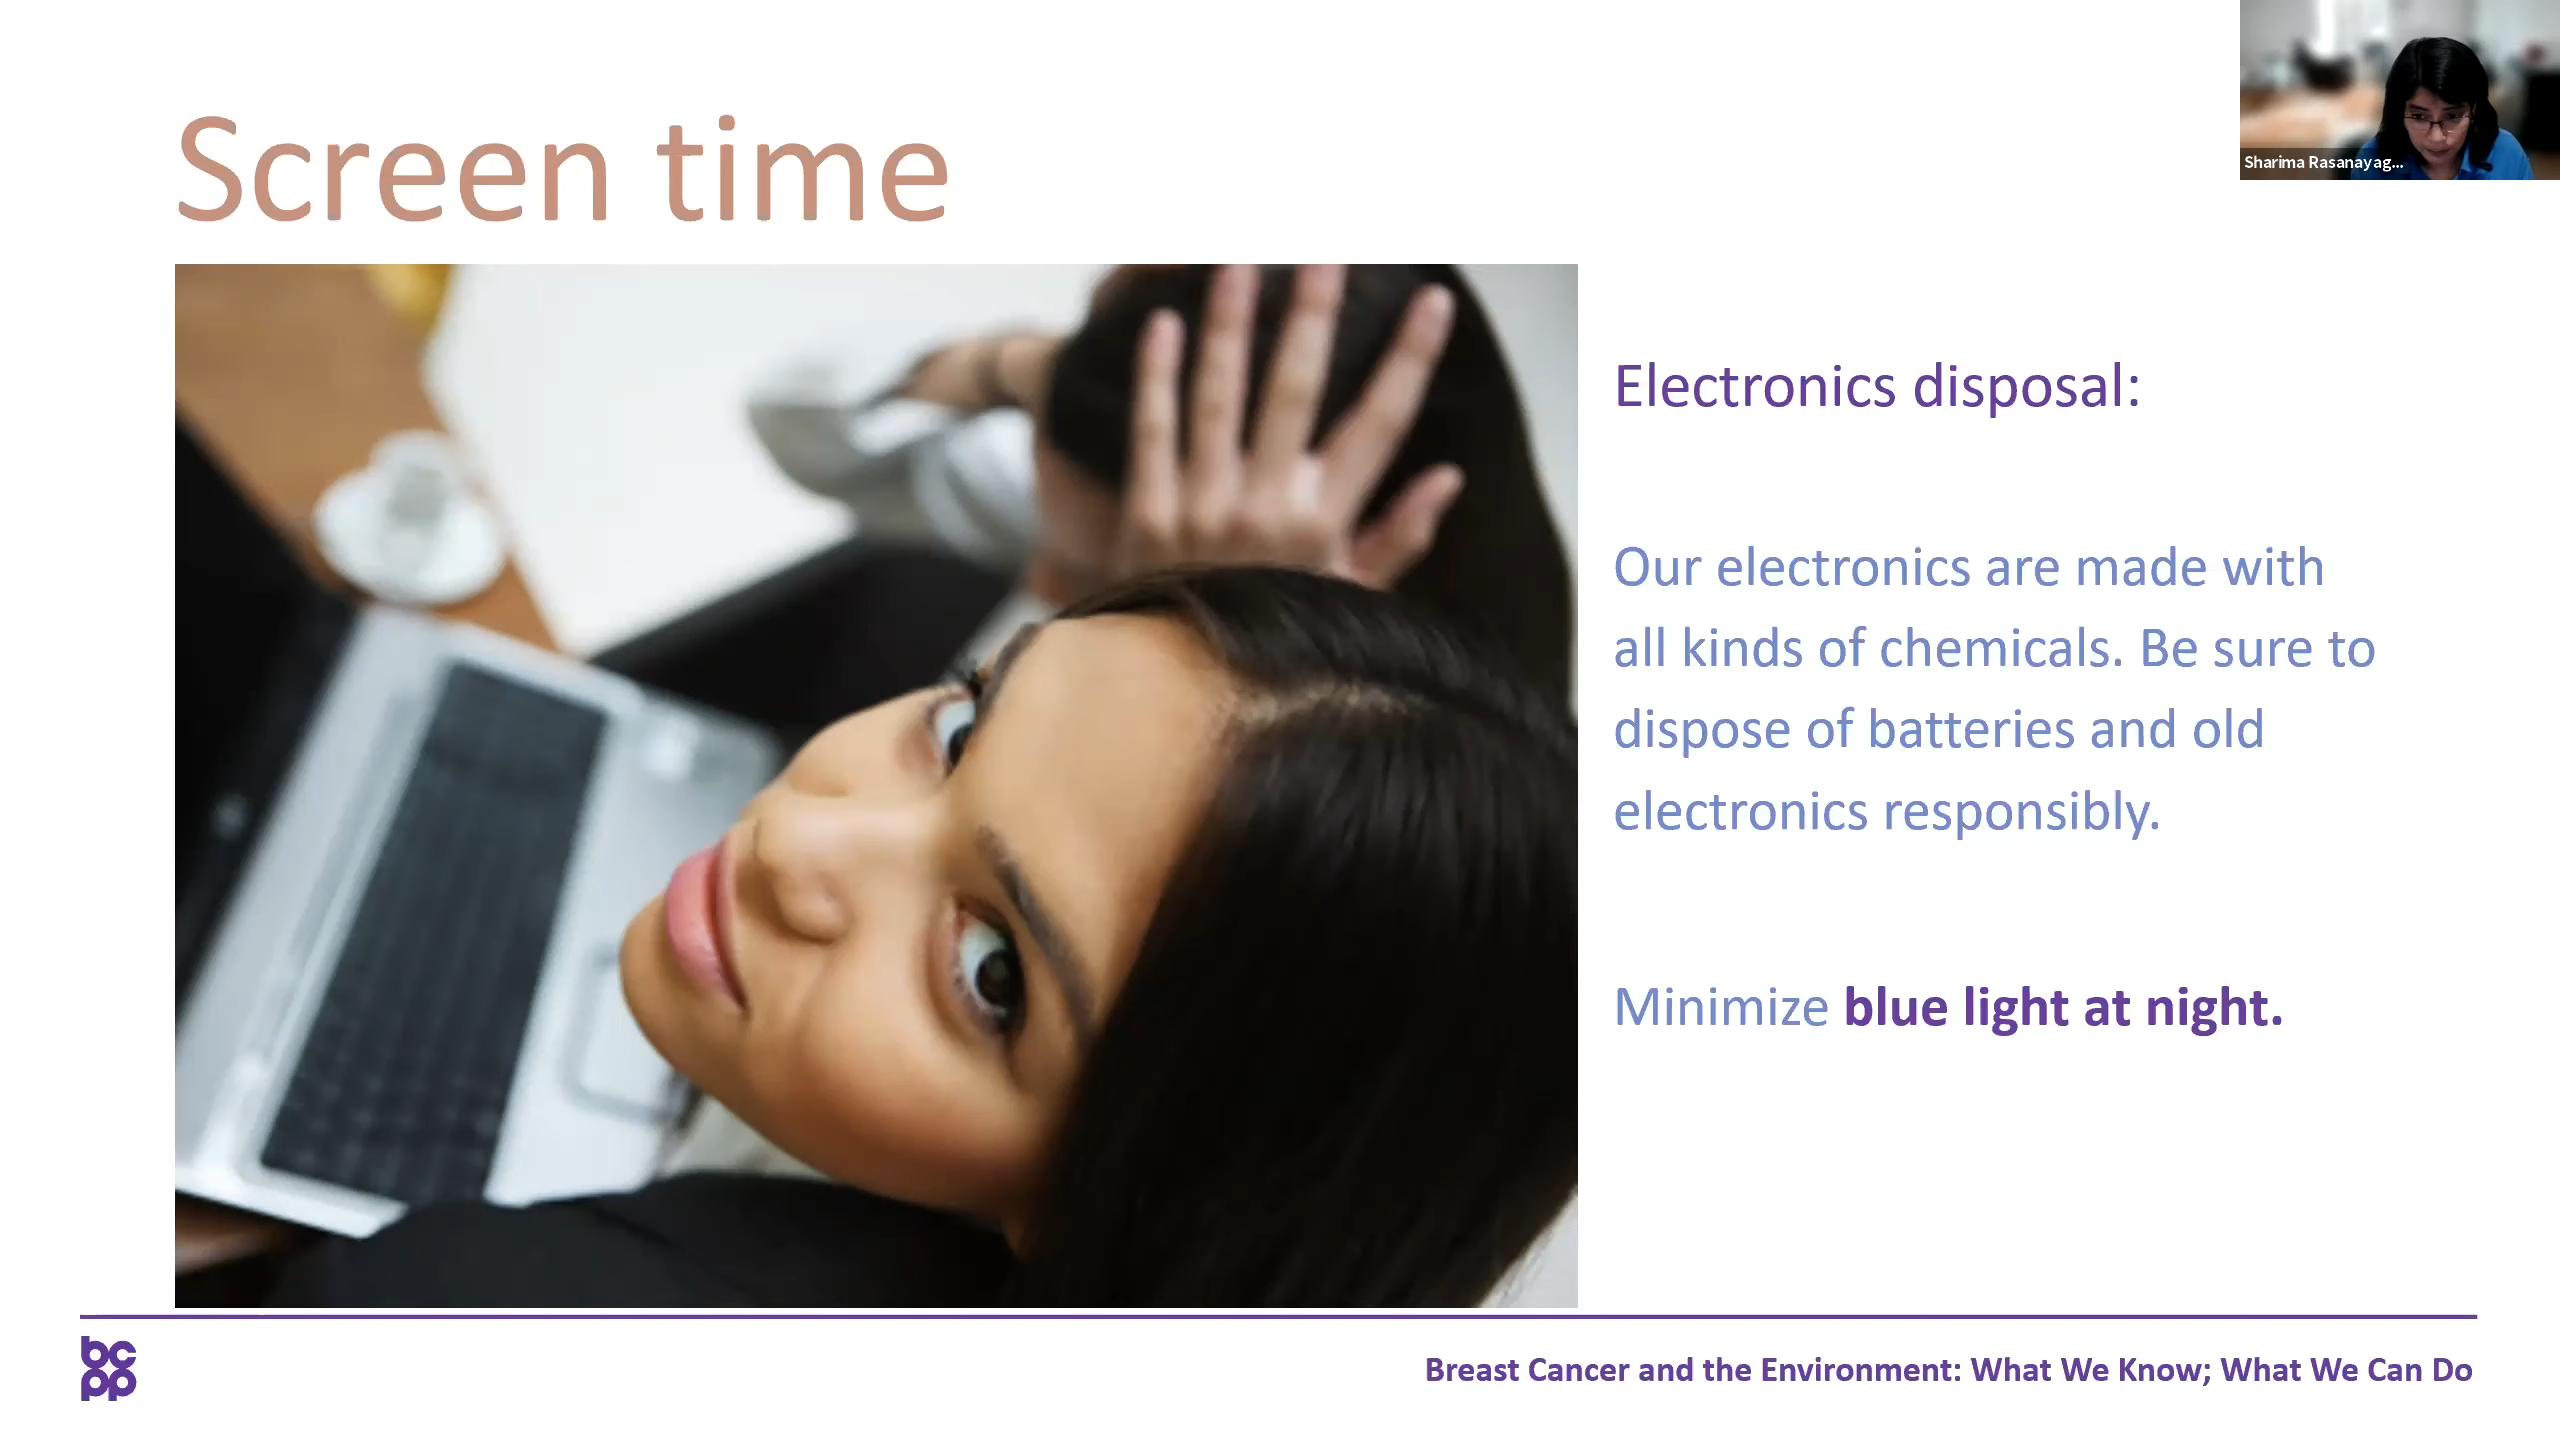 Screen time
Sharima Rasanayag...
Electronics disposal:
Our electronics are made with
all kinds of chemicals. Be sure to
dispose of batteries and old
electronics responsibly.
Minimize blue light at night.
bc
pp
Breast Cancer and the Environment: What We Know; What We Can Do